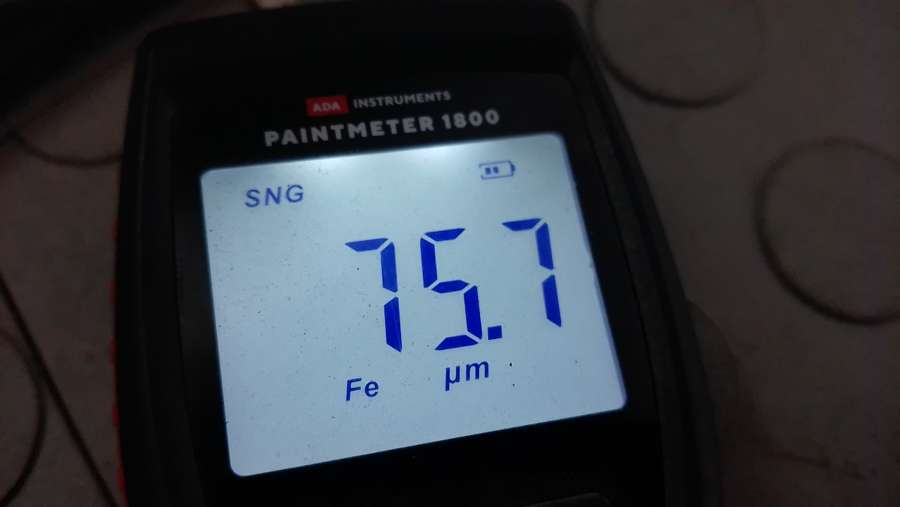 ADA INSTRUMENTS
PAINTMETER 1800
SNG
75.7
Fe µm